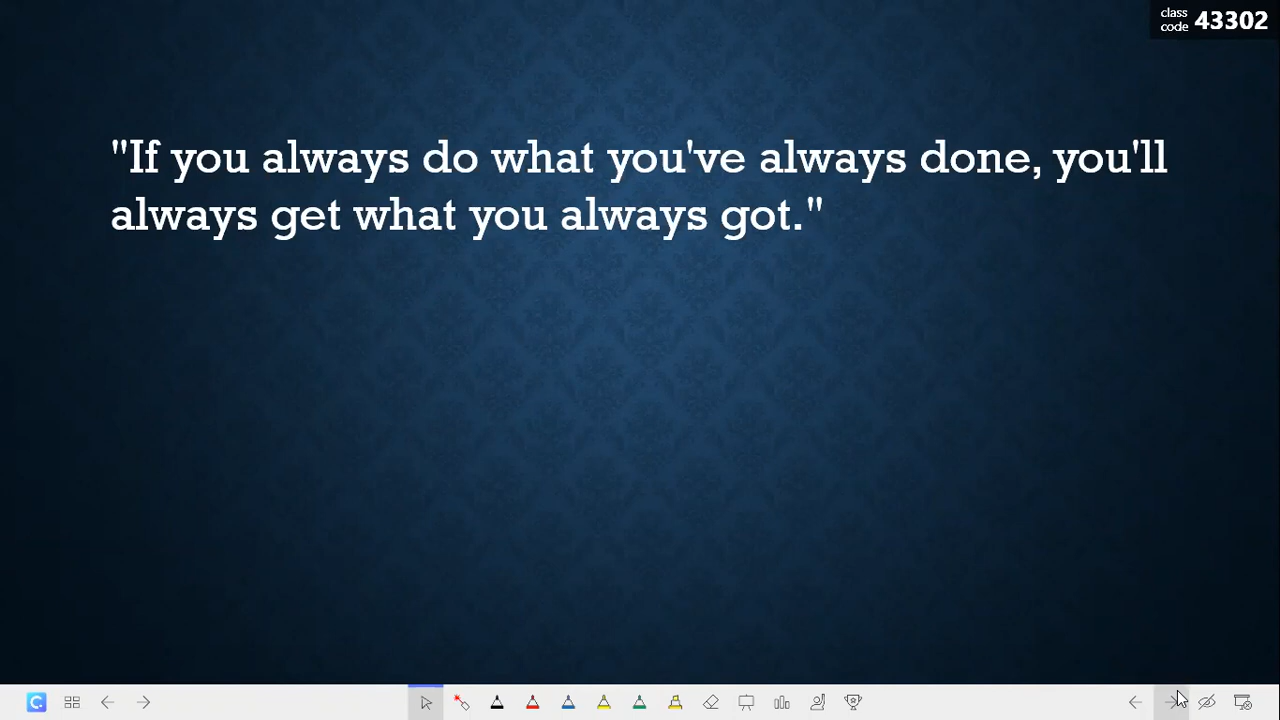 class
code 43302
"If you always do what you've always done, you'll
always get what you always got."